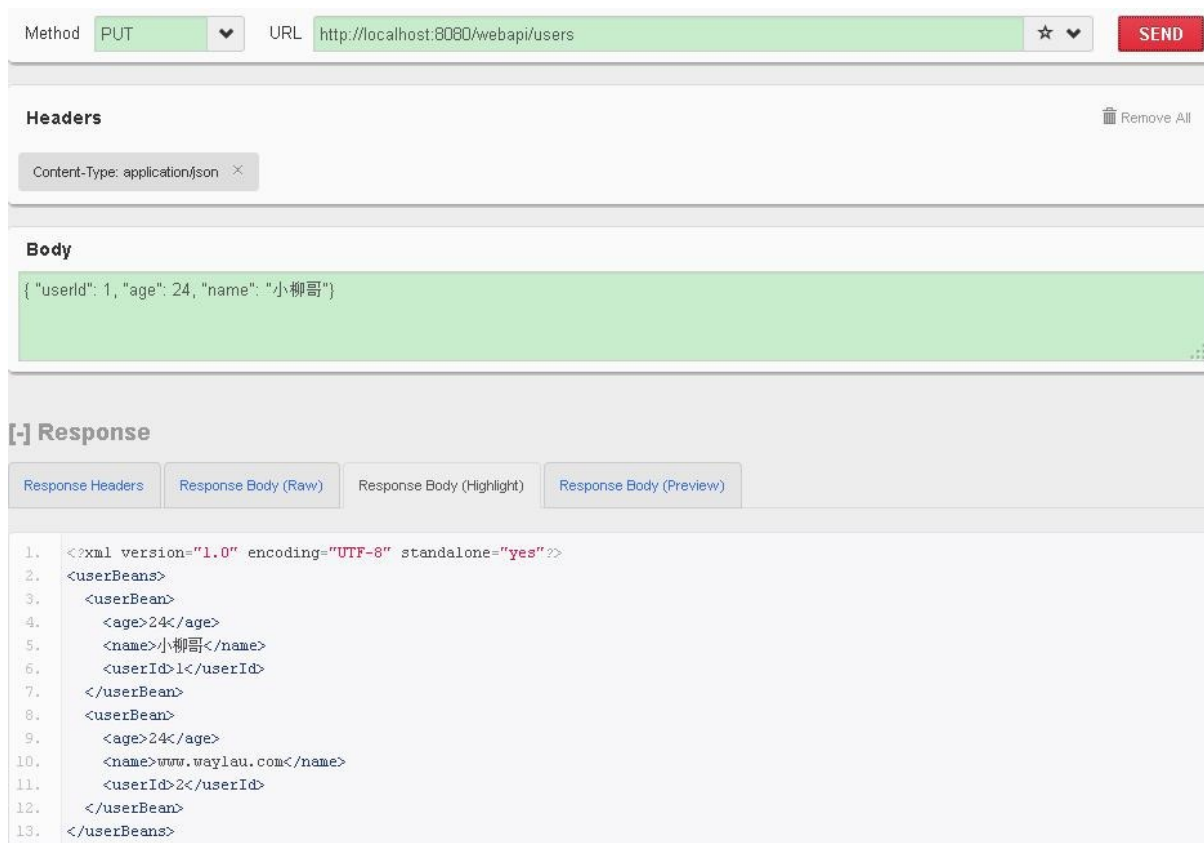 Method PUT URL http://localhost:8080/webapi/users SEND
Headers Remove All
Content-Type: application/json ×
Body
{ "userId": 1, "age": 24, "name": "小柳哥"}
[-] Response
Response Headers Response Body (Raw) Response Body (Highlight) Response Body (Preview)
1. <?xml version="1.0" encoding="UTF-8" standalone="yes"?>
2. <userBeans>
3. <userBean>
4. <age>24</age>
5. <name>小柳哥</name>
6. <userId>1</userId>
7. </userBean>
8. <userBean>
9. <age>24</age>
10. <name>www.waylau.com</name>
11. <userId>2</userId>
12. </userBean>
13. </userBeans>